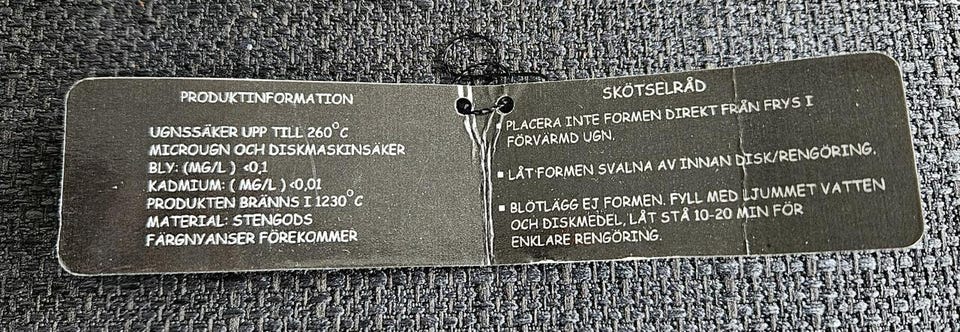 PRODUKTINFORMATION
UGNSSÄKER UPP TILL 260°C
MICROUGN OCH DISKMASKINSÄKER
BLY: (MG/L ) <0,1
KADMIUM: ( MG/L ) <0,01
PRODUKTEN BRÄNNS I 1230°C
MATERIAL: STENGODS
FÄRGNYANSER FÖREKOMMER
SKÖTSELRÅD
PLACERA INTE FORMEN DIREKT FRÅN FRYS I
FÖRVÄRMD UGN.
▪ LÅT FORMEN SVALNA AV INNAN DISK/RENGÖRING.
▪ BLÖTLÄGG EJ FORMEN. FYLL MED LJUMMET VATTEN
OCH DISKMEDEL, LÅT STÅ 10-20 MIN FÖR
ENKLARE RENGÖRING.